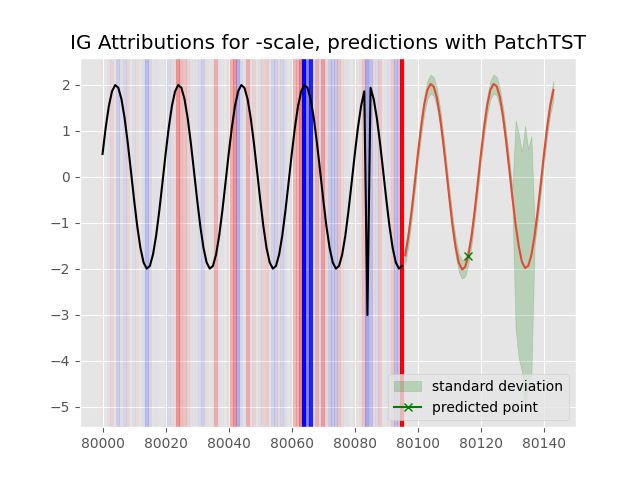 IG Attributions for -scale, predictions with PatchTST
2
1
0
−1
−2
−3
−4
−5
standard deviation
predicted point
80000 80020 80040 80060 80080 80100 80120 80140